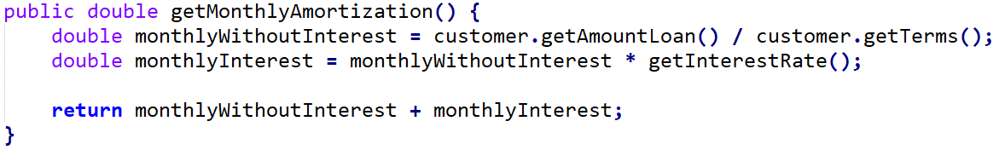 public double getMonthlyAmortization() {
    double monthlyWithoutInterest = customer.getAmountLoan() / customer.getTerms();
    double monthlyInterest = monthlyWithoutInterest * getInterestRate();
    return monthlyWithoutInterest + monthlyInterest;
}